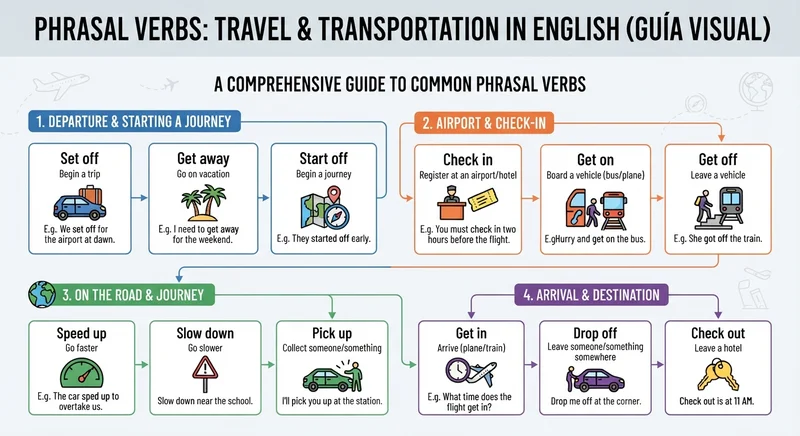 PHRASAL VERBS: TRAVEL & TRANSPORTATION IN ENGLISH (GUÍA VISUAL)
A COMPREHENSIVE GUIDE TO COMMON PHRASAL VERBS
1. DEPARTURE & STARTING A JOURNEY
Set off
Begin a trip
E.g. We set off for
the airport at dawn.
Get away
Go on vacation
E.g. I need to get away
for the weekend.
Start off
Begin a journey
E.g. They started off early.
2. AIRPORT & CHECK-IN
Check in
Register at an airport/hotel
E.g. You must check in two
hours before the flight.
Get on
Board a vehicle (bus/plane)
E.gHurry and get on the bus.
Get off
Leave a vehicle
E.g. She got off the train.
3. ON THE ROAD & JOURNEY
Speed up
Go faster
E.g. The car sped up to
overtake us.
Slow down
Go slower
Slow down near the school.
Pick up
Collect someone/something
I'll pick you up at the station.
4. ARRIVAL & DESTINATION
Get in
Arrive (plane/train)
E.g. What time does the
flight get in?
Drop off
Leave someone/something
somewhere
Drop me off at the corner.
Check out
Leave a hotel
Check out is at 11 AM.